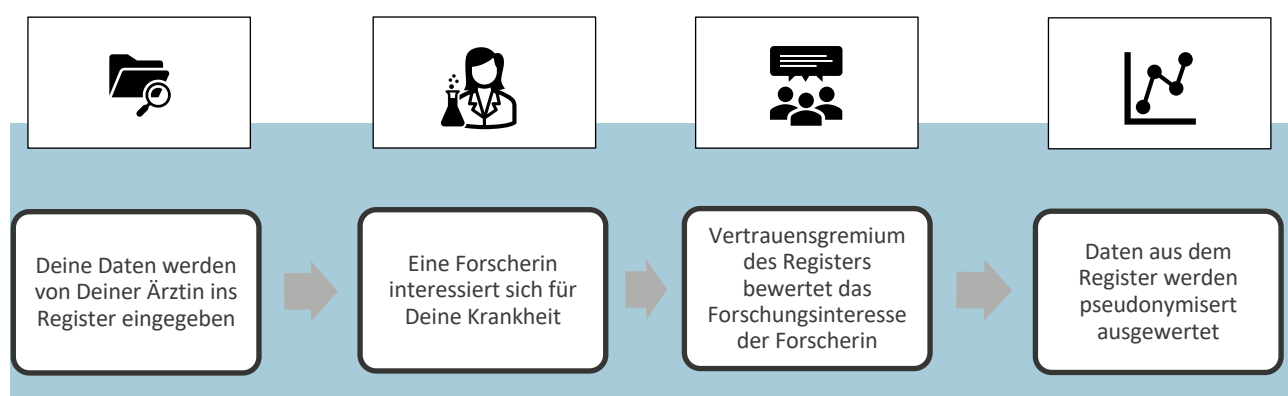 Deine Daten werden
von Deiner Ärztin ins
Register eingegeben
Eine Forscherin
interessiert sich für
Deine Krankheit
Vertrauensgremium
des Registers
bewertet das
Forschungsinteresse
der Forscherin
Daten aus dem
Register werden
pseudonymisert
ausgewertet